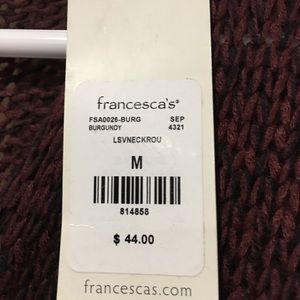 francesca's®
FSA0026-BURG SEP
BURGUNDY 4321
LSVNECKROU
M
814858
$ 44.00
francescas.com